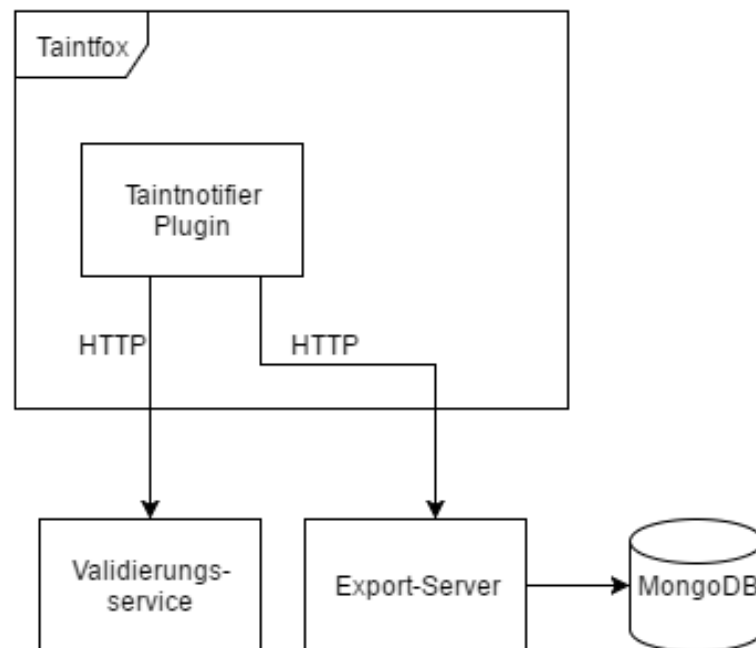 Taintfox
Taintnotifier
Plugin
HTTP
HTTP
Validierungs-
service
Export-Server
MongoDB